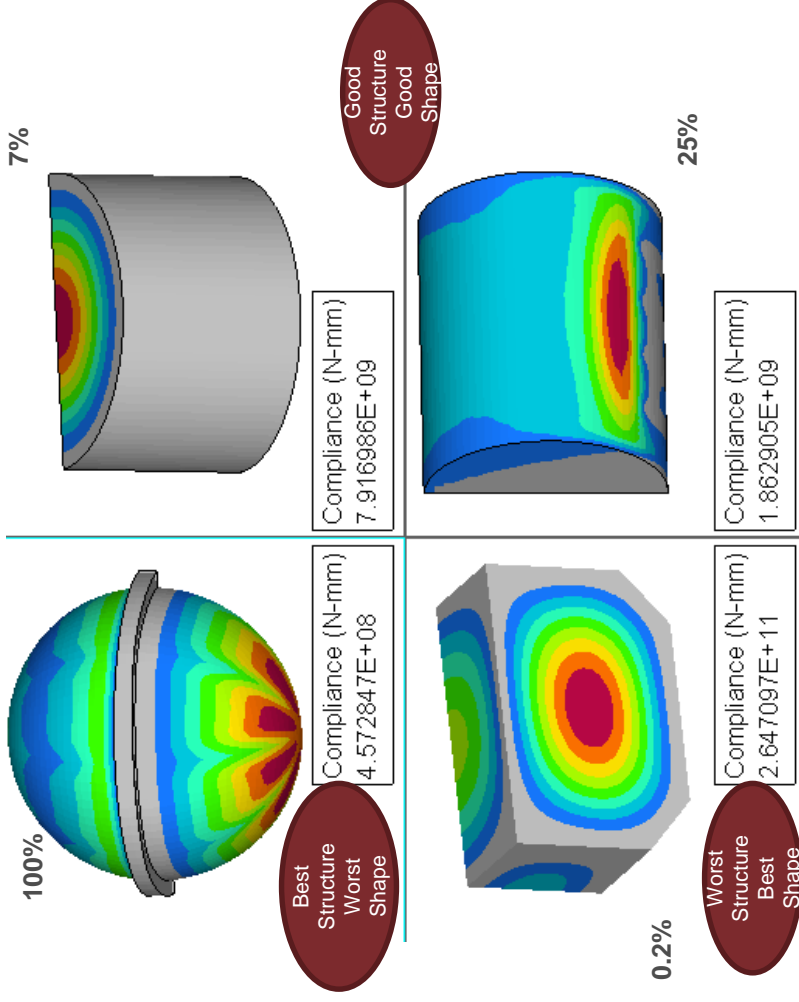 100%
Best
Structure
Worst
Shape
Compliance (N-mm)
4.572847E+08
7%
Compliance (N-mm)
7.916986E+09
Good
Structure
Good
Shape
0.2%
Worst
Structure
Best
Shape
Compliance (N-mm)
2.647097E+11
25%
Compliance (N-mm)
1.862905E+09